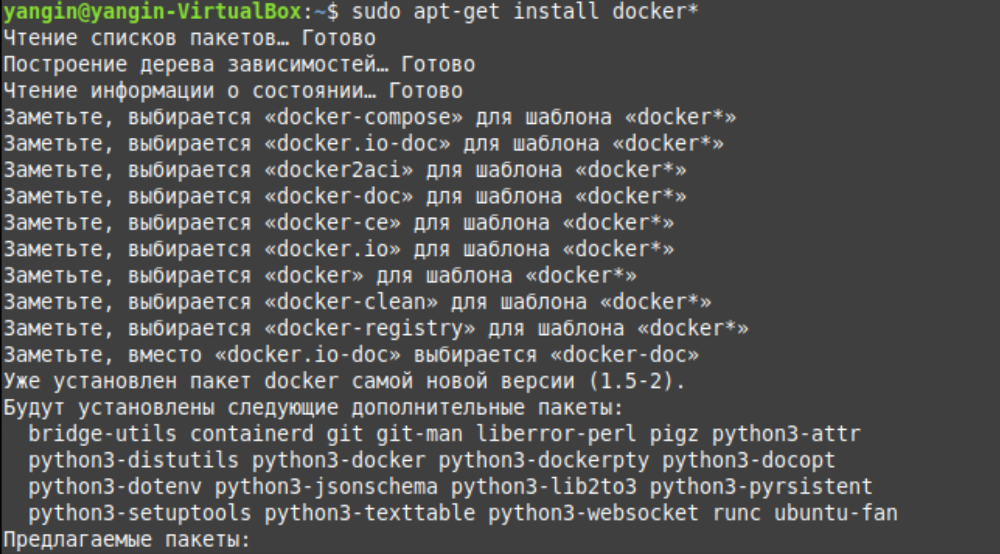 yangin@yangin-VirtualBox:~$ sudo apt-get install docker*
Чтение списков пакетов… Готово
Построение дерева зависимостей… Готово
Чтение информации о состоянии… Готово
Заметьте, выбирается «docker-compose» для шаблона «docker*»
Заметьте, выбирается «docker.io-doc» для шаблона «docker*»
Заметьте, выбирается «docker2aci» для шаблона «docker*»
Заметьте, выбирается «docker-doc» для шаблона «docker*»
Заметьте, выбирается «docker-ce» для шаблона «docker*»
Заметьте, выбирается «docker.io» для шаблона «docker*»
Заметьте, выбирается «docker» для шаблона «docker*»
Заметьте, выбирается «docker-clean» для шаблона «docker*»
Заметьте, выбирается «docker-registry» для шаблона «docker*»
Заметьте, вместо «docker.io-doc» выбирается «docker-doc»
Уже установлен пакет docker самой новой версии (1.5-2).
Будут установлены следующие дополнительные пакеты:
  bridge-utils containerd git git-man liberror-perl pigz python3-attr
  python3-distutils python3-docker python3-dockerpty python3-docopt
  python3-dotenv python3-jsonschema python3-lib2to3 python3-pyrsistent
  python3-setuptools python3-texttable python3-websocket runc ubuntu-fan
Предлагаемые пакеты: